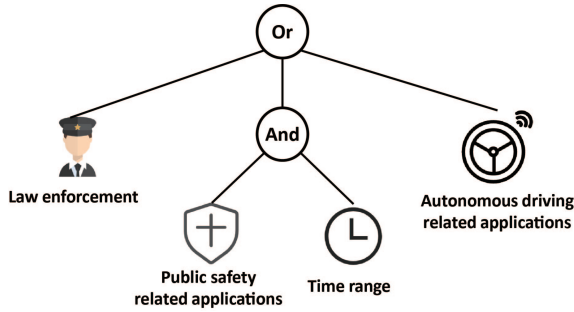 Or
And
Law enforcement
Autonomous driving
related applications
Public safety
related applications
Time range